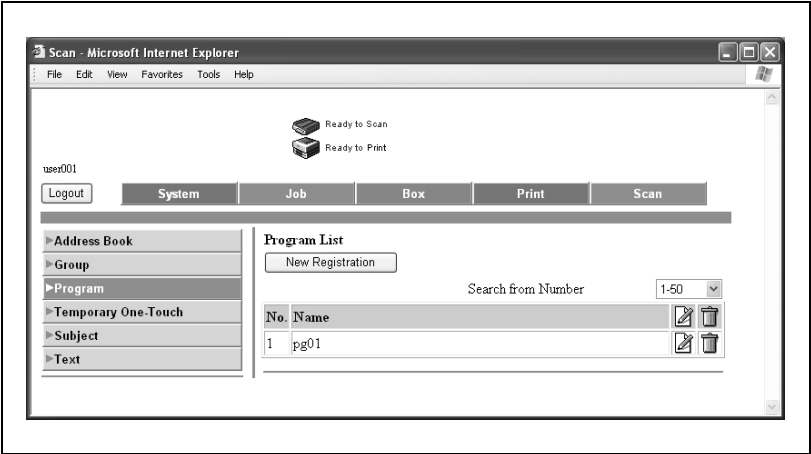 Scan - Microsoft Internet Explorer
File Edit View Favorites Tools Help
Ready to Scan
Ready to Print
user001
Logout System Job Box Print Scan
Address Book
Group
Program
Temporary One-Touch
Subject
Text
Program List
New Registration
Search from Number 1-50
No. Name
1 pg01